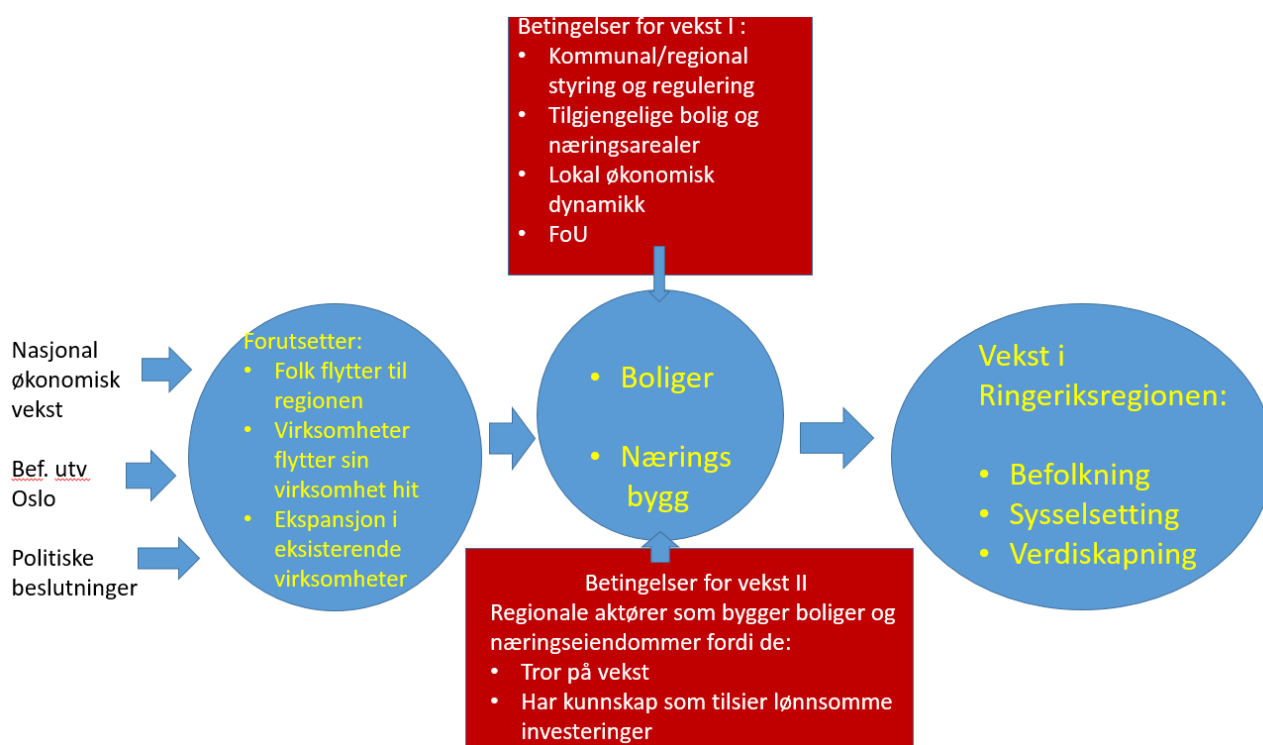 Betingelser for vekst I :
• Kommunal/regional
styring og regulering
• Tilgjengelige bolig og
næringsarealer
• Lokal økonomisk
dynamikk
• FoU
Nasjonal
økonomisk
vekst
Bef. utv
Oslo
Politiske
beslutninger
Forutsetter:
• Folk flytter til
regionen
• Virksomheter
flytter sin
virksomhet hit
• Ekspansjon i
eksisterende
virksomheter
• Boliger
• Nærings
bygg
Vekst i
Ringeriksregionen:
• Befolkning
• Sysselsetting
• Verdiskapning
Betingelser for vekst II
Regionale aktører som bygger boliger og
næringseiendommer fordi de:
• Tror på vekst
• Har kunnskap som tilsier lønnsomme
investeringer